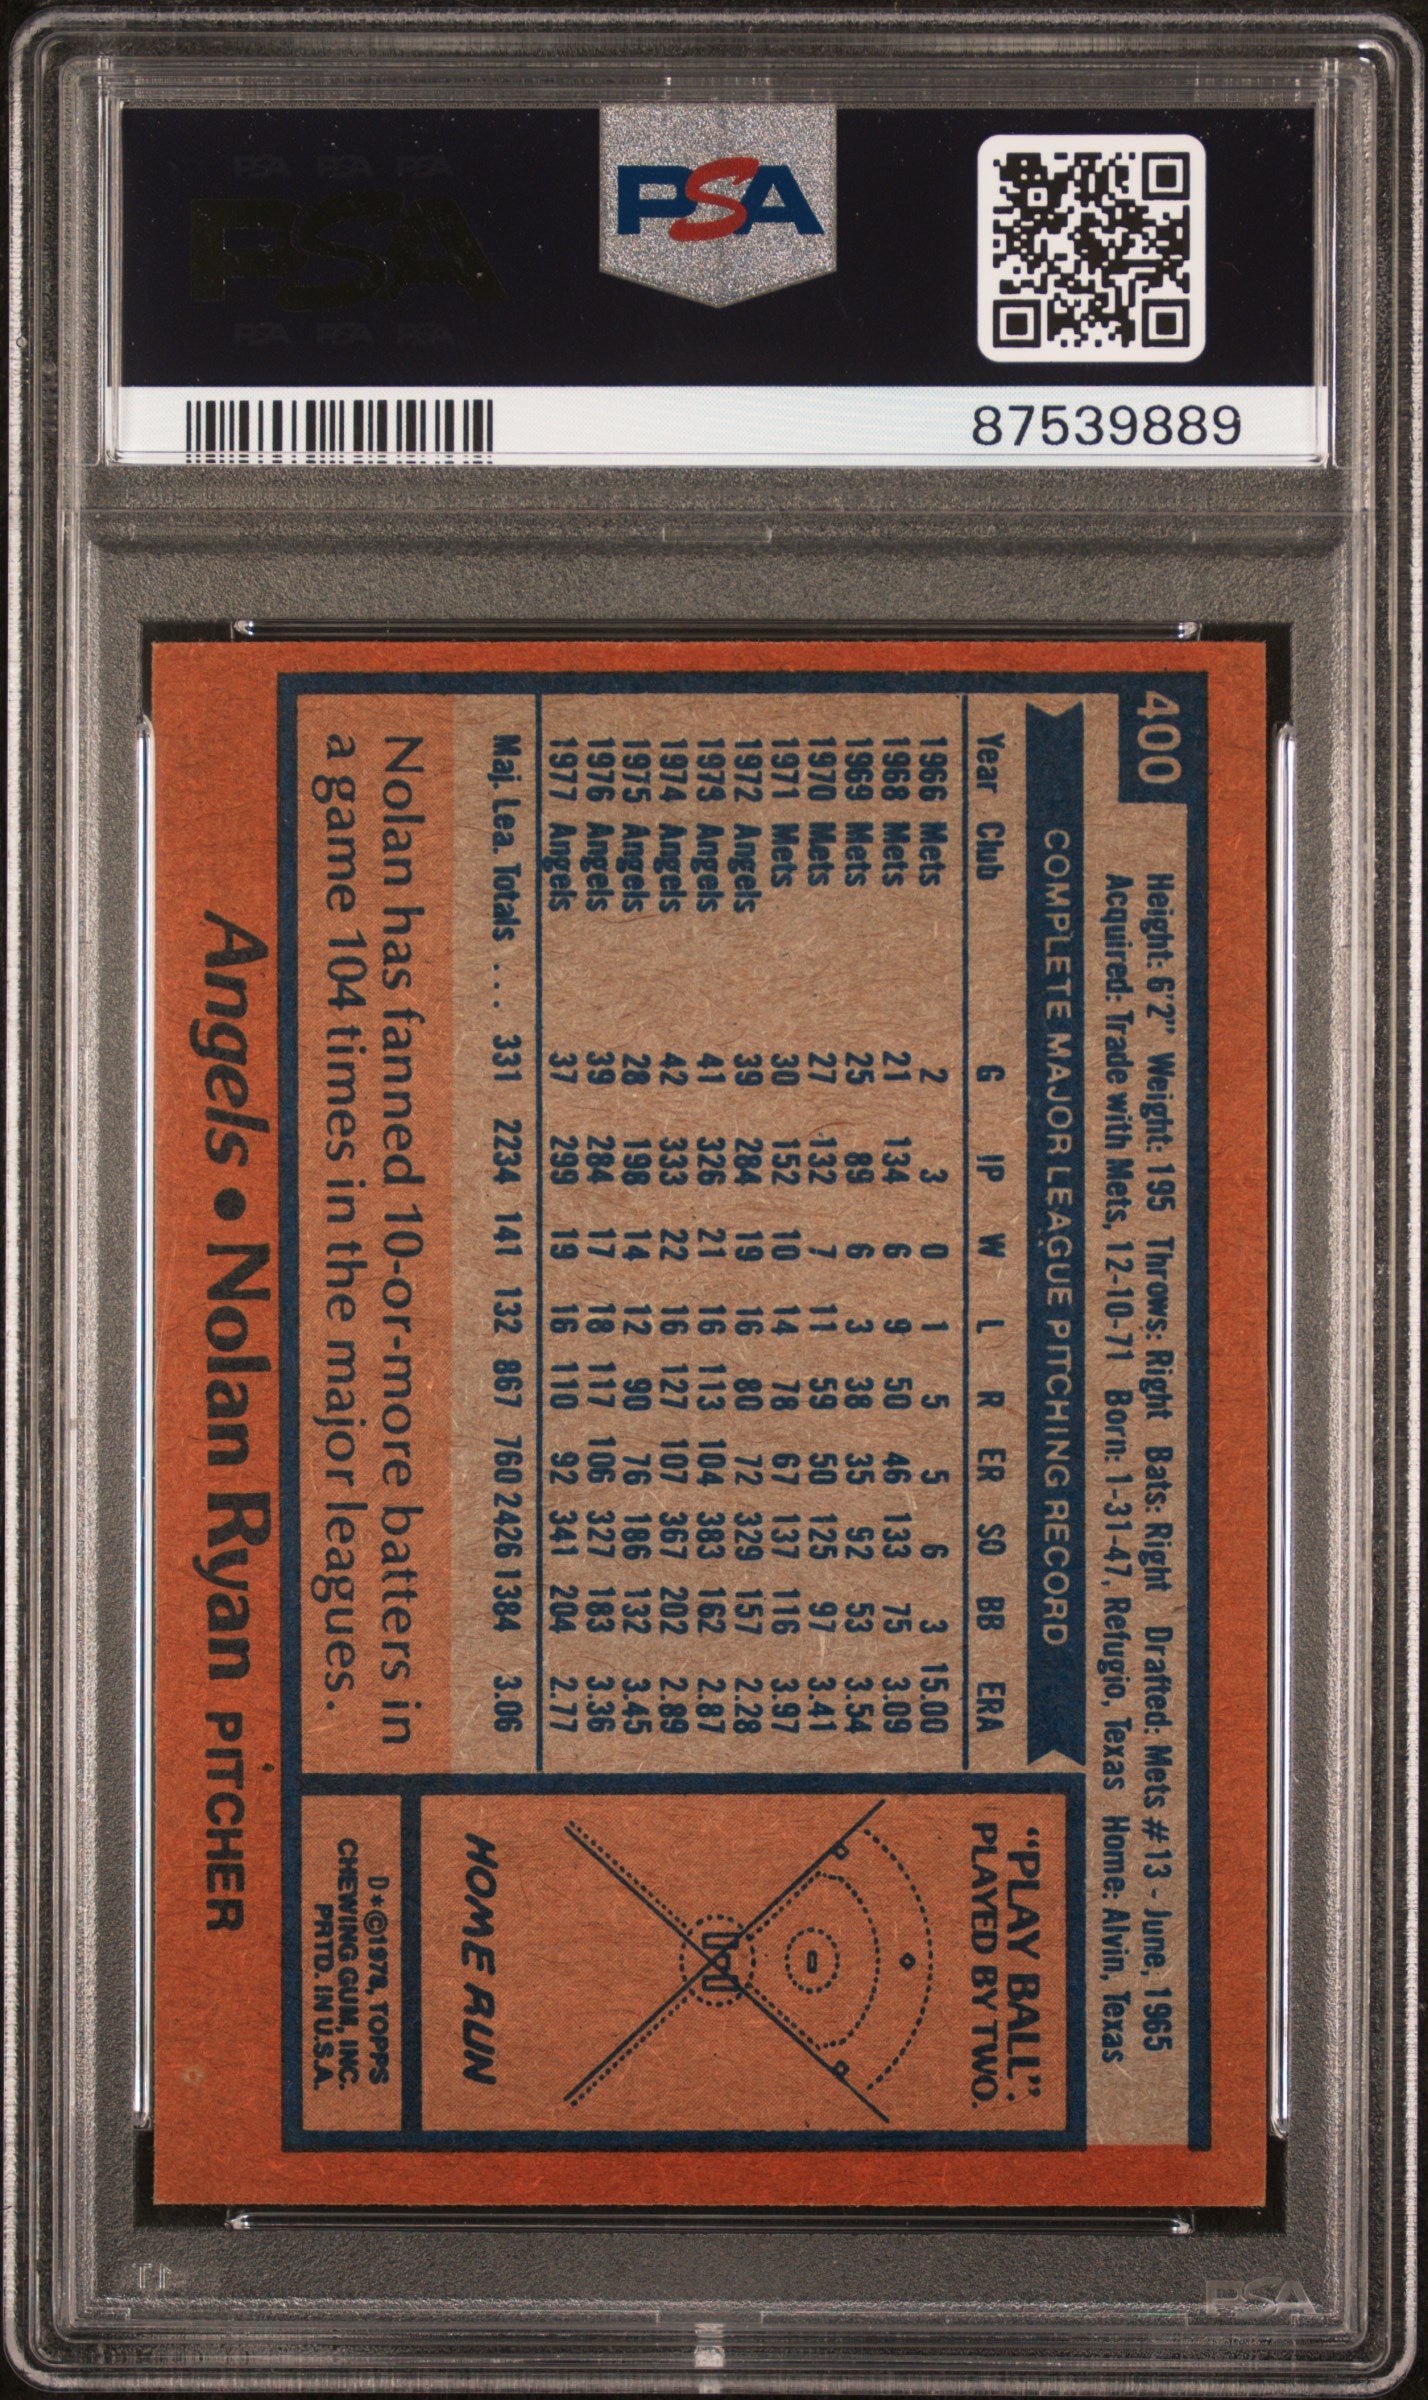 PSA PSA PSA
PSA
PSA PSA PSA
PSA
87539889
400
Height: 6'2" Weight: 195 Throws: Right Bats: Right Drafted: Mets #13 - June, 1965
Acquired: Trade with Mets, 12-10-71 Born: 1-31-47, Refugio, Texas Home: Alvin, Texas
COMPLETE MAJOR LEAGUE PITCHING RECORD
Year Club G IP W L R ER SO BB ERA
1966 Mets 2 3 0 1 5 5 6 3 15.00
1968 Mets 21 134 6 9 50 46 133 75 3.09
1969 Mets 25 89 6 3 38 35 92 53 3.54
1970 Mets 27 132 7 11 59 50 125 97 3.41
1971 Mets 30 152 10 14 78 67 137 116 3.97
1972 Angels 39 284 19 16 80 72 329 157 2.28
1973 Angels 41 326 21 16 113 104 383 162 2.87
1974 Angels 42 333 22 16 127 107 367 202 2.89
1975 Angels 28 198 14 12 90 76 186 132 3.45
1976 Angels 39 284 17 18 117 106 327 183 3.36
1977 Angels 37 299 19 16 110 92 341 204 2.77
Maj. Lea. Totals ... 331 2234 141 132 867 760 2426 1384 3.06
Nolan has fanned 10-or-more batters in
a game 104 times in the major leagues.
"PLAY BALL"
PLAYED BY TWO.
HOME RUN
D*©1978, TOPPS
CHEWING GUM, INC.
PRTD. IN U.S.A.
Angels • Nolan Ryan PITCHER
PSA